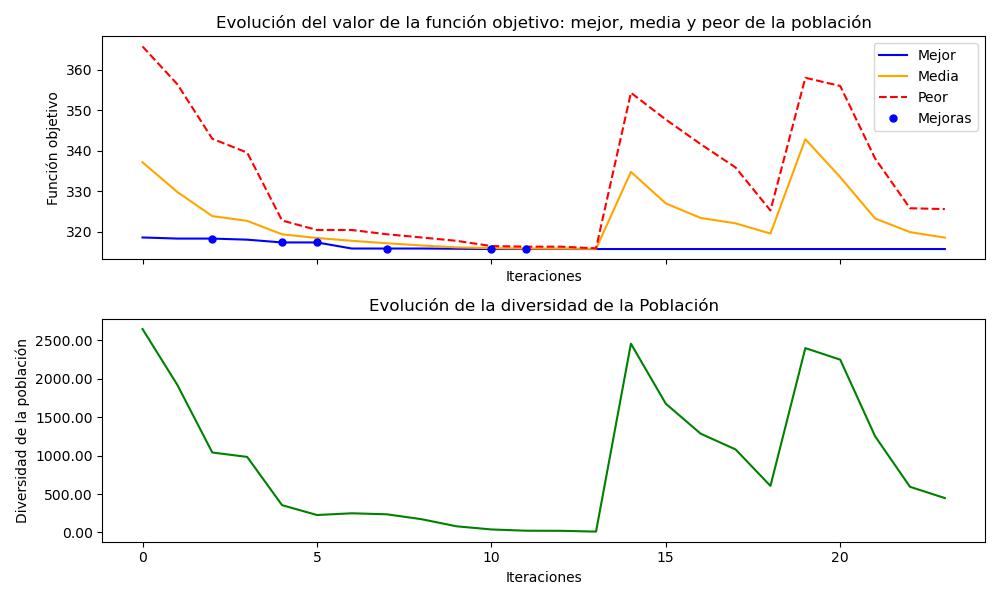 Evolución del valor de la función objetivo: mejor, media y peor de la población
Función objetivo
360
350
340
330
320
Mejor
Media
Peor
Mejoras
Iteraciones
Evolución de la diversidad de la Población
Diversidad de la población
2500.00
2000.00
1500.00
1000.00
500.00
0.00
0 5 10 15 20
Iteraciones